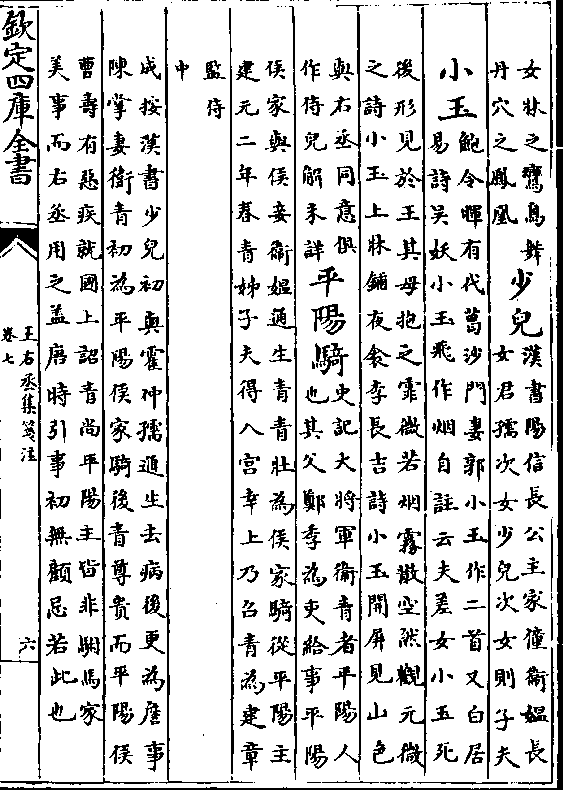 女牀之鸞鳥舞
丹穴之鳳凰
少兒
漢書陽信長公主家僮衛媼長
女君孺次女少兒次女則子夫
小玉
鮑令暉有代葛沙門妻郭小玉作二首又白居
易詩吳妖小玉飛作烟自註云夫差女小玉死
後形見於王其母抱之霏微若烟霧散空然觀元微
之詩小玉上牀鋪夜衾李長吉詩小玉開屏見山色
與右丞同意俱
作侍兒解未詳
平陽騎
史記大將軍衞青者平陽人
也其父鄭季為吏給事平陽
侯家與侯妾衞媼通生青青壯為侯家騎從平陽主
建元二年春青姊子夫得入宮幸上乃召青為建章
監侍
中
成按漢書少兒初與霍仲孺通生去病後更為詹事
陳掌妻衛青初為平陽侯家騎後青尊貴而平陽侯
曹壽有惡疾就國上詔青尚平陽主皆非駙馬家
美事而右丞用之蓋唐時引事初無顧忌若此也
欽定四庫全書
王右丞集箋注
卷七
六